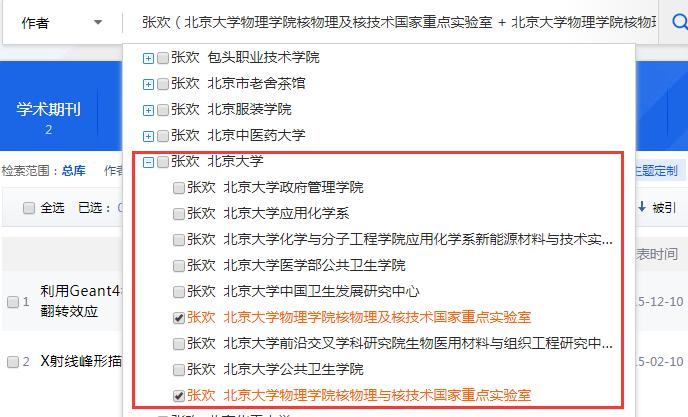 作者 张欢 ( 北京大学物理学院核物理及核技术国家重点实验室 + 北京大学物理学院核物
张欢 包头职业技术学院
张欢 北京市老舍茶馆
学术期刊 张欢 北京服装学院
2
张欢 北京中医药大学
检索范围：总库 作 张欢 北京大学 主题定制
张欢 北京大学政府管理学院
全选 已选： 张欢 北京大学应用化学系 被引
张欢 北京大学化学与分子工程学院应用化学系新能源材料与技术实... 表时间
张欢 北京大学医学部公共卫生学院
1 利用Geant4 张欢 北京大学中国卫生发展研究中心 5-12-10
翻转效应 张欢 北京大学物理学院核物理及核技术国家重点实验室
张欢 北京大学前沿交叉学科研究院生物医用材料与组织工程研究中...
2 X射线峰形描 张欢 北京大学公共卫生学院 5-02-10
张欢 北京大学物理学院核物理与核技术国家重点实验室